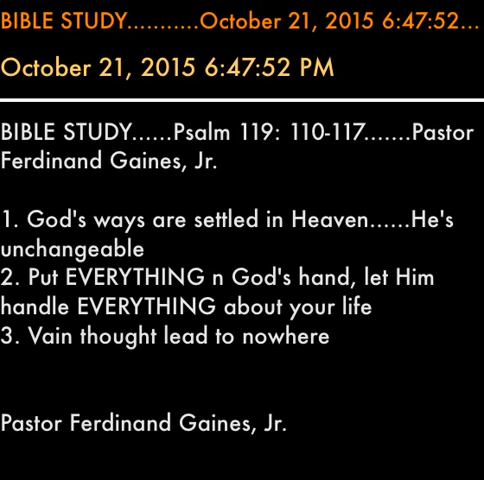 BIBLE STUDY...........October 21, 2015 6:47:52...
October 21, 2015 6:47:52 PM
BIBLE STUDY......Psalm 119: 110-117.......Pastor
Ferdinand Gaines, Jr.
1. God's ways are settled in Heaven......He's
unchangeable
2. Put EVERYTHING n God's hand, let Him
handle EVERYTHING about your life
3. Vain thought lead to nowhere
Pastor Ferdinand Gaines, Jr.